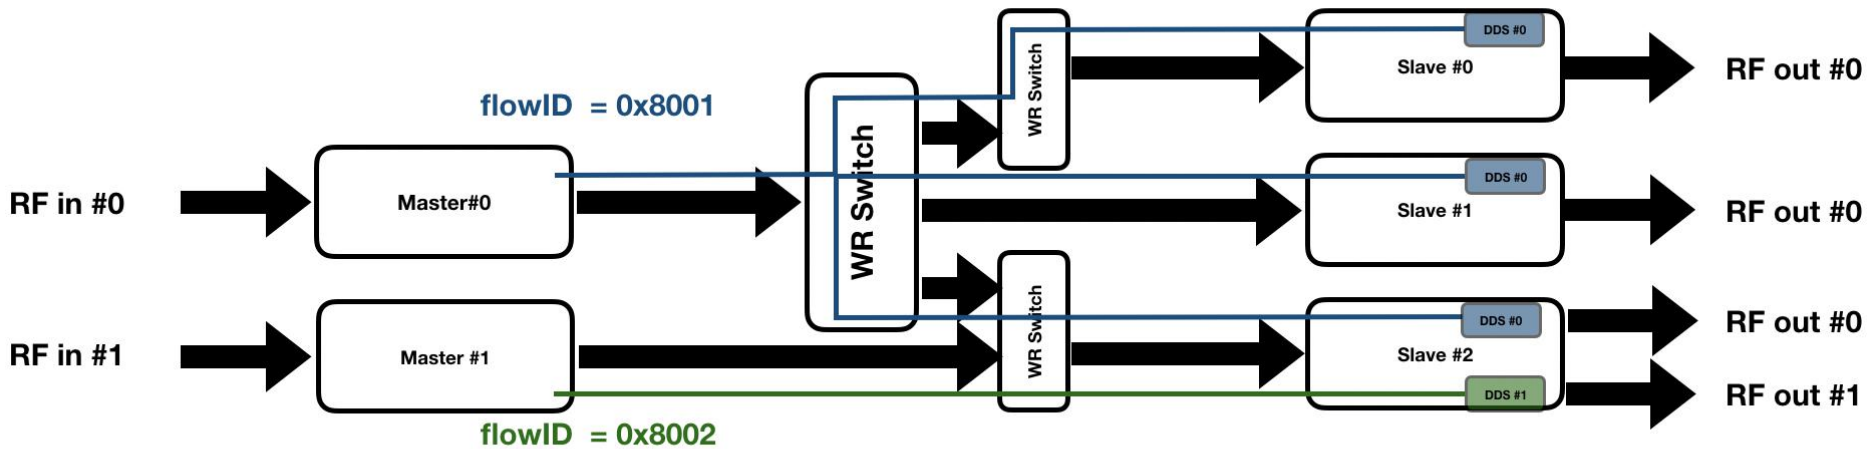 DDS #0
WR Switch
Slave #0
RF out #0
flowID = 0x8001
WR Switch
RF in #0
Master#0
DDS #0
Slave #1
RF out #0
WR Switch
DDS #0
RF out #0
RF in #1
Master #1
Slave #2
DDS #1
RF out #1
flowID = 0x8002